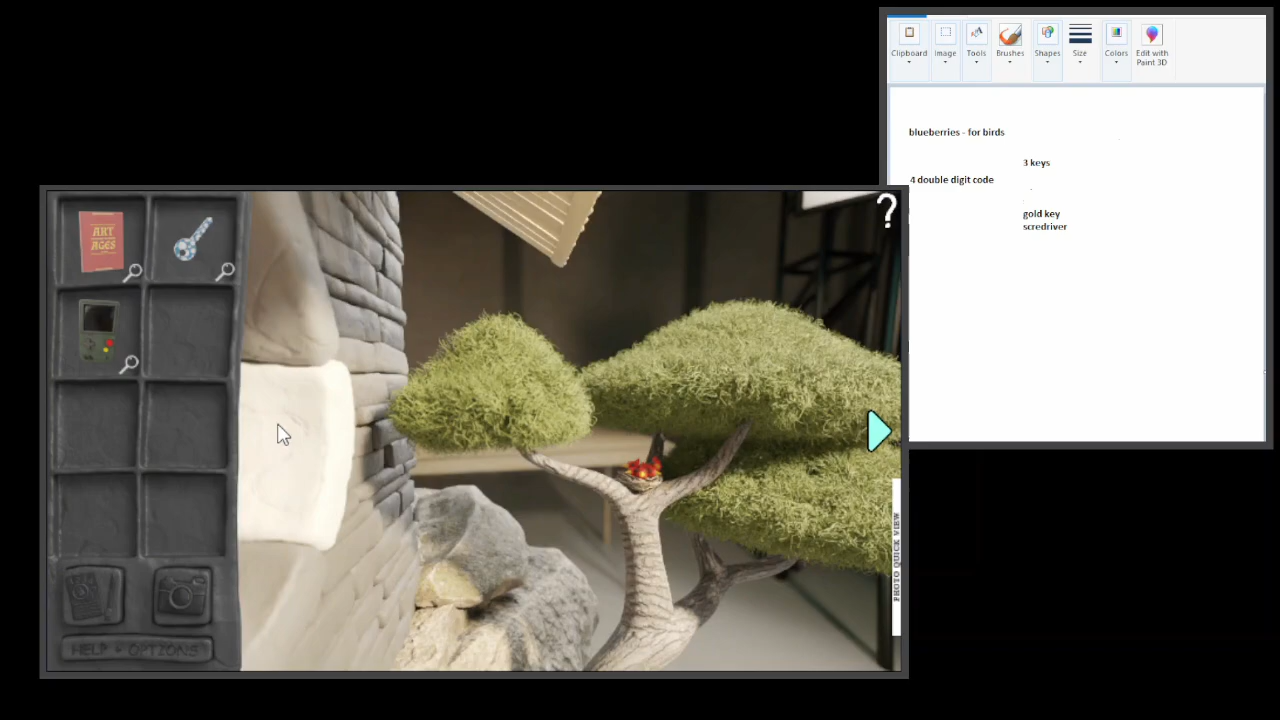 Clipboard
Image
Tools
Brushes
Shapes
Size
Colors
Edit with
Paint 3D
blueberries - for birds
3 keys
4 double digit code
gold key
scredriver
ART
AGES
?
PHOTO QUICK VIEW
HELP & OPTIONS